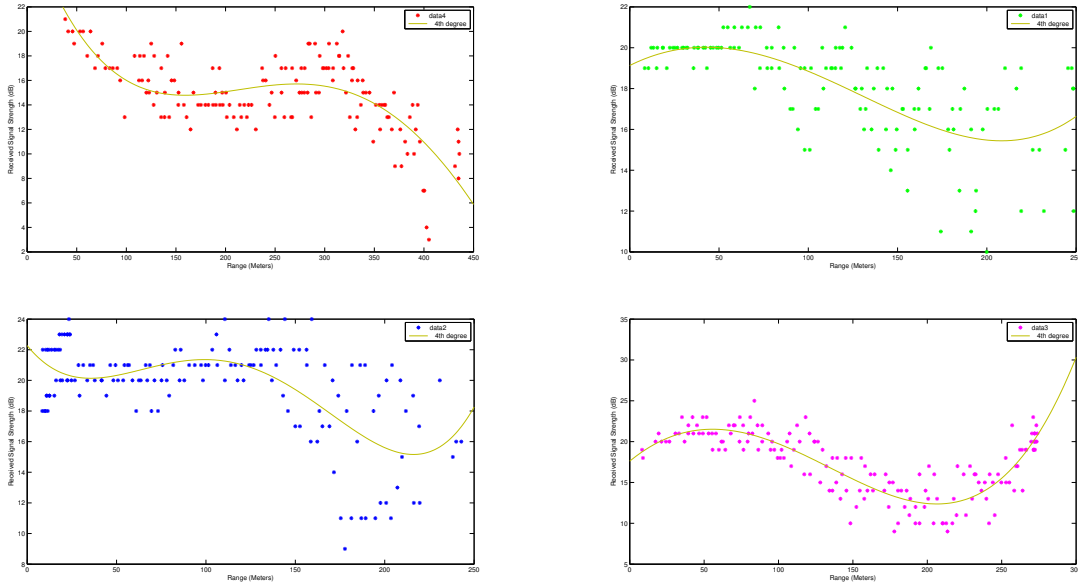 22
20
18
16
14
12
10
8
6
4
2
Received Signal Strength (dB)
data4
4th degree
0 50 100 150 200 250 300 350 400 450
Range (Meters)
22
20
18
16
14
12
10
Received Signal Strength (dB)
data1
4th degree
0 50 100 150 200 250
Range (Meters)
24
22
20
18
16
14
12
10
8
Received Signal Strength (dB)
data2
4th degree
0 50 100 150 200 250
Range (Meters)
35
30
25
20
15
10
5
Received Signal Strength (dB)
data3
4th degree
0 50 100 150 200 250 300
Range (Meters)